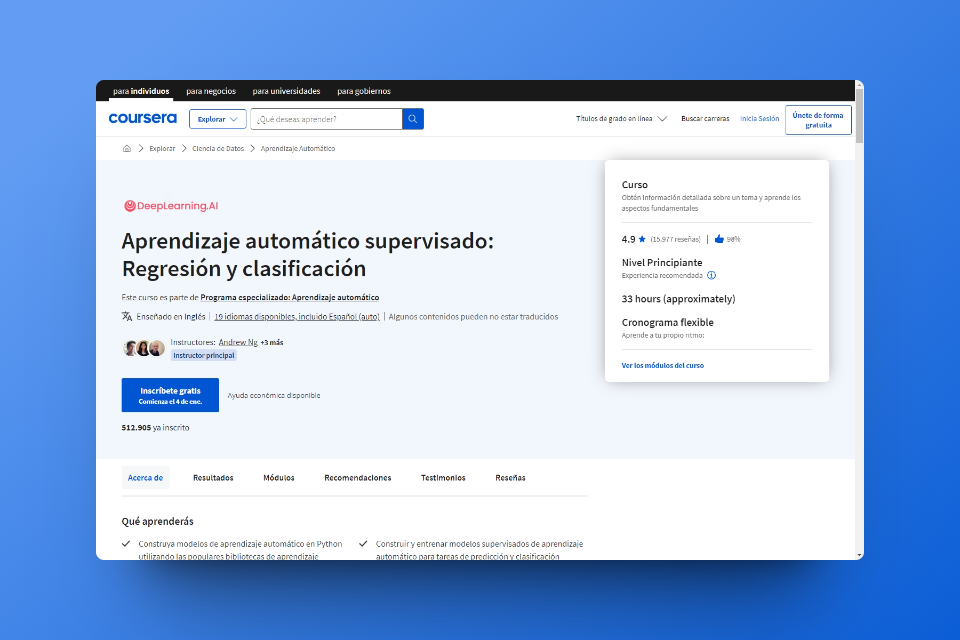 para individuos para negocios para universidades para gobiernos
coursera Explorar ¿Qué deseas aprender? Títulos de grado en línea Buscar carreras Inicia Sesión Únete de forma gratuita
Explorar Ciencia de Datos Aprendizaje Automático
DeepLearning.AI
Aprendizaje automático supervisado:
Regresión y clasificación
Este curso es parte de Programa especializado: Aprendizaje automático
Enseñado en Inglés | 19 idiomas disponibles, incluido Español (auto) | Algunos contenidos pueden no estar traducidos
Instructores: Andrew Ng +3 más
Instructor principal
Inscríbete gratis
Comienza el 4 de ene.
Ayuda económica disponible
512.905 ya inscrito
Curso
Obtén información detallada sobre un tema y aprende los
aspectos fundamentales
4.9 (15.977 reseñas) | 98%
Nivel Principiante
Experiencia recomendada
33 hours (approximately)
Cronograma flexible
Aprende a tu propio ritmo:
Ver los módulos del curso
Acerca de Resultados Módulos Recomendaciones Testimonios Reseñas
Qué aprenderás
Construya modelos de aprendizaje automático en Python
utilizando las populares bibliotecas de aprendizaje
Construir y entrenar modelos supervisados de aprendizaje
automático para tareas de predicción y clasificación